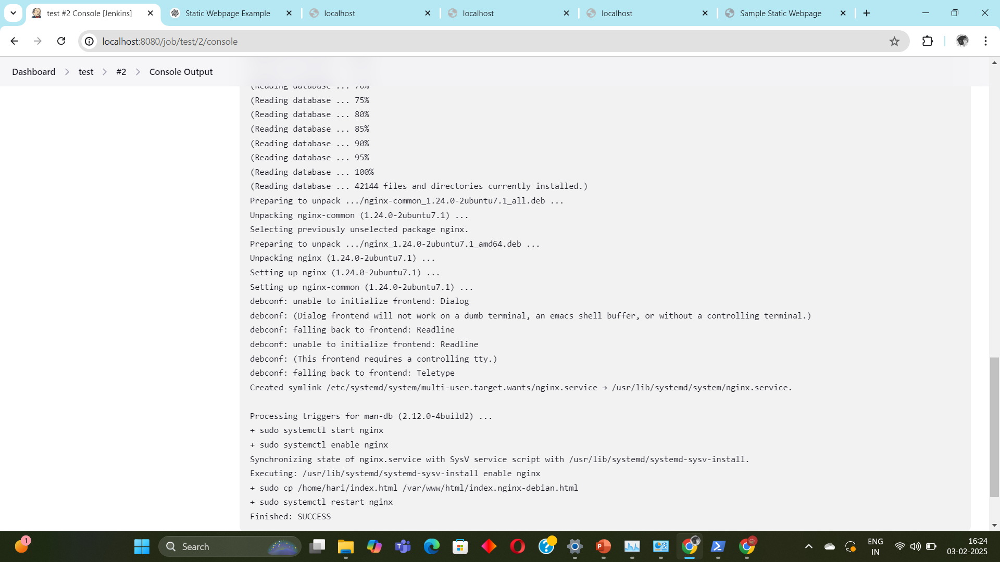 test #2 Console [Jenkins]
Static Webpage Example
localhost
localhost
localhost
Sample Static Webpage
localhost:8080/job/test/2/console
Dashboard
test
#2
Console Output
(Reading database ... 70%
(Reading database ... 75%
(Reading database ... 80%
(Reading database ... 85%
(Reading database ... 90%
(Reading database ... 95%
(Reading database ... 100%
(Reading database ... 42144 files and directories currently installed.)
Preparing to unpack .../nginx-common_1.24.0-2ubuntu7.1_all.deb ...
Unpacking nginx-common (1.24.0-2ubuntu7.1) ...
Selecting previously unselected package nginx.
Preparing to unpack .../nginx_1.24.0-2ubuntu7.1_amd64.deb ...
Unpacking nginx (1.24.0-2ubuntu7.1) ...
Setting up nginx (1.24.0-2ubuntu7.1) ...
Setting up nginx-common (1.24.0-2ubuntu7.1) ...
debconf: unable to initialize frontend: Dialog
debconf: (Dialog frontend will not work on a dumb terminal, an emacs shell buffer, or without a controlling terminal.)
debconf: falling back to frontend: Readline
debconf: unable to initialize frontend: Readline
debconf: (This frontend requires a controlling tty.)
debconf: falling back to frontend: Teletype
Created symlink /etc/systemd/system/multi-user.target.wants/nginx.service → /usr/lib/systemd/system/nginx.service.
Processing triggers for man-db (2.12.0-4build2) ...
+ sudo systemctl start nginx
+ sudo systemctl enable nginx
Synchronizing state of nginx.service with SysV service script with /usr/lib/systemd/systemd-sysv-install.
Executing: /usr/lib/systemd/systemd-sysv-install enable nginx
+ sudo cp /home/hari/index.html /var/www/html/index.nginx-debian.html
+ sudo systemctl restart nginx
Finished: SUCCESS
1
Search
ENG
IN
16:24
03-02-2025